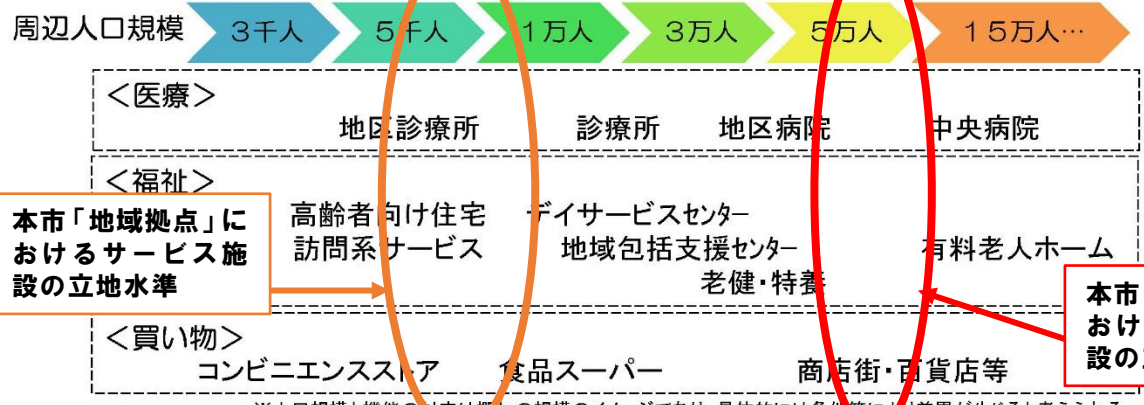 周辺人口規模 3千人 5千人 1万人 3万人 5万人 15万人…
<医療>
地区診療所 診療所 地区病院 中央病院
<福祉>
高齢者向け住宅 デイサービスセンター
訪問系サービス 地域包括支援センター 有料老人ホーム
老健・特養
本市「地域拠点」に
おけるサービス施
設の立地水準
本市
おけ
設の
<買い物>
コンビニエンスストア 食品スーパー 商店街・百貨店等